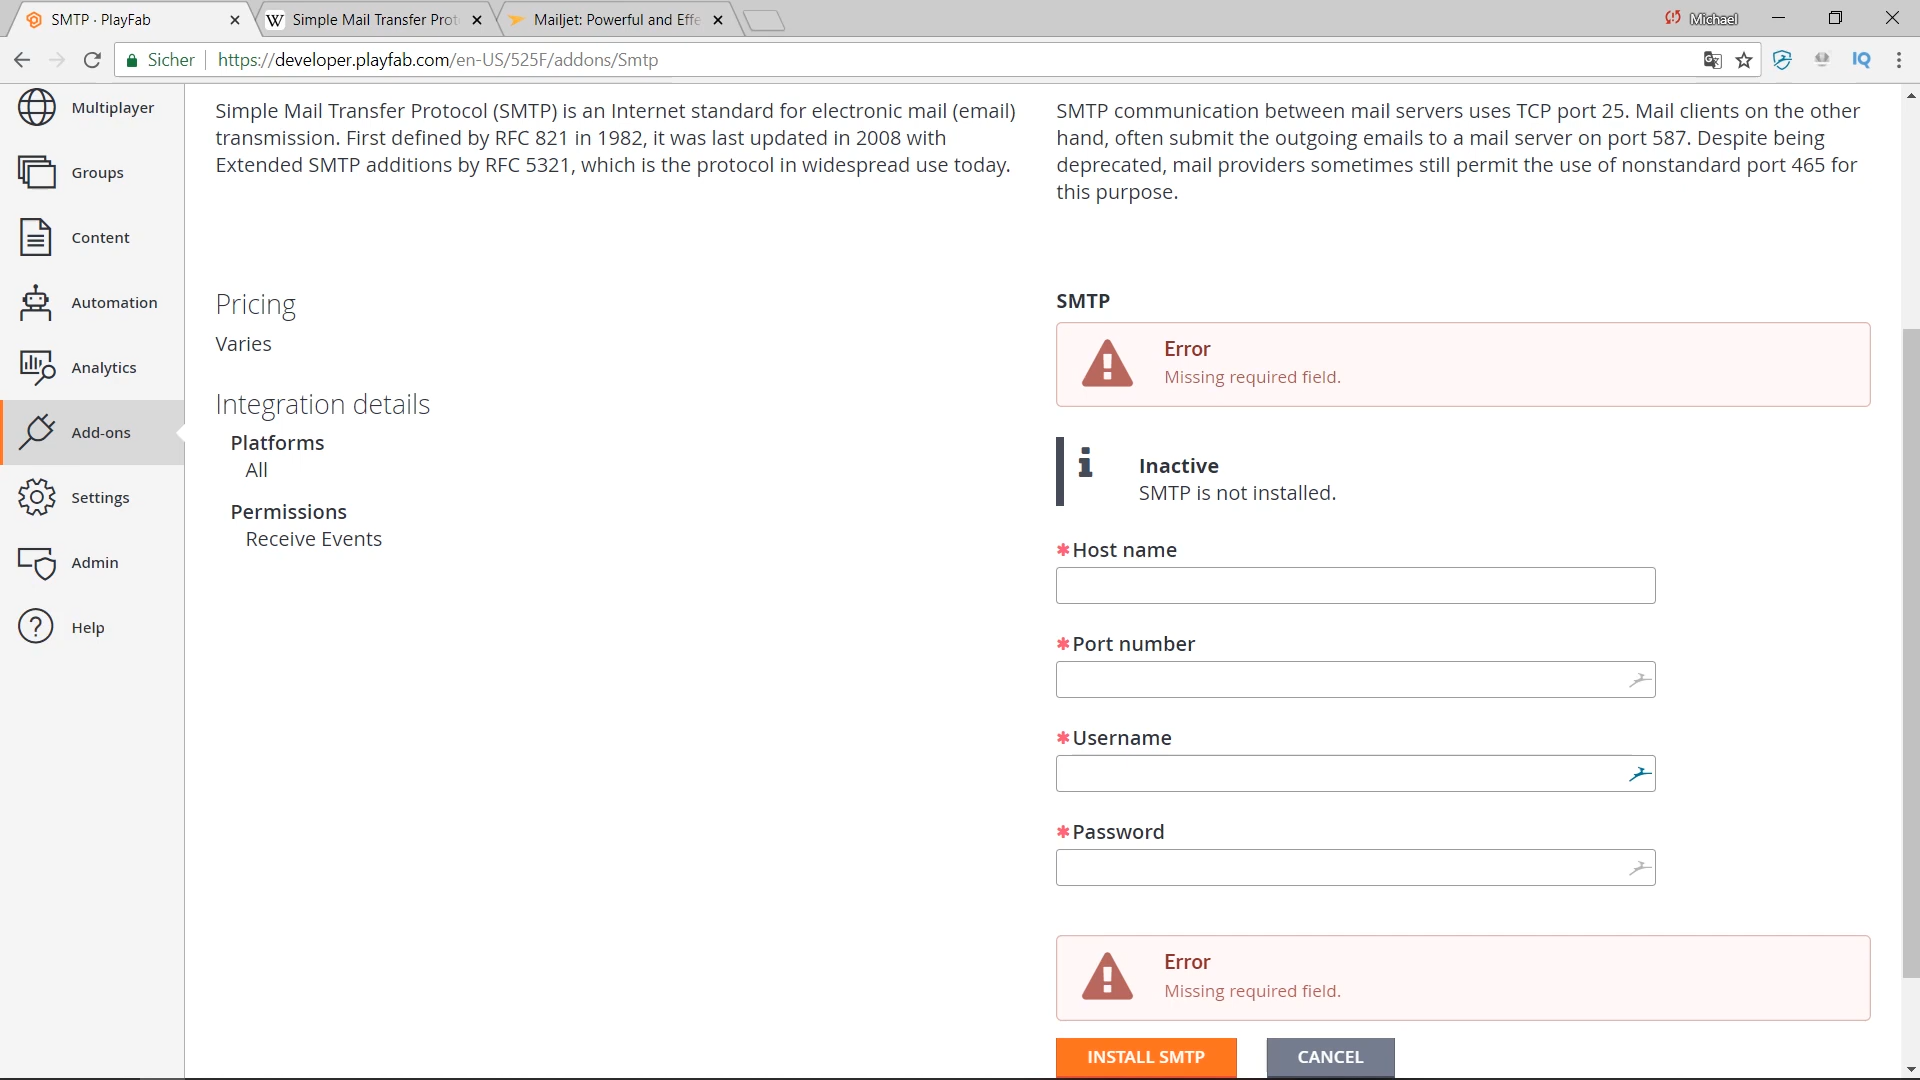 SMTP · PlayFab
Simple Mail Transfer Prot
Mailjet: Powerful and Effe
Michael
Sicher
https://developer.playfab.com/en-US/525F/addons/Smtp
IQ
Multiplayer
Groups
Content
Automation
Analytics
Add-ons
Settings
Admin
Help
Simple Mail Transfer Protocol (SMTP) is an Internet standard for electronic mail (email)
transmission. First defined by RFC 821 in 1982, it was last updated in 2008 with
Extended SMTP additions by RFC 5321, which is the protocol in widespread use today.
SMTP communication between mail servers uses TCP port 25. Mail clients on the other
hand, often submit the outgoing emails to a mail server on port 587. Despite being
deprecated, mail providers sometimes still permit the use of nonstandard port 465 for
this purpose.
Pricing
Varies
Integration details
Platforms
All
Permissions
Receive Events
SMTP
Error
Missing required field.
Inactive
SMTP is not installed.
*Host name
*Port number
*Username
*Password
Error
Missing required field.
INSTALL SMTP
CANCEL